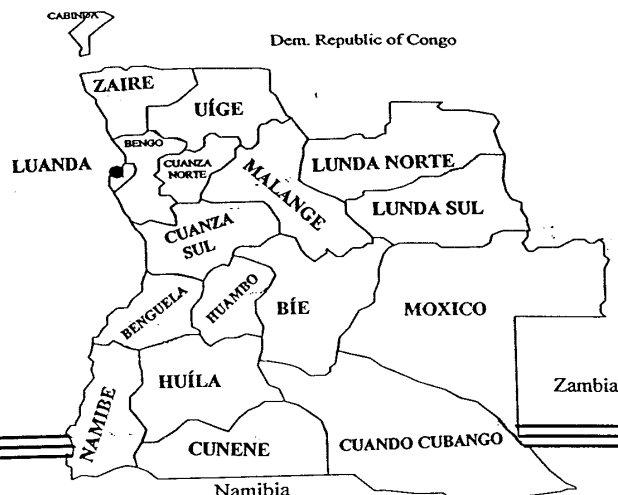 CABINDA
Dem. Republic of Congo
ZAIRE
UÍGE
BENGO
LUANDA
CUANZA
NORTE
MALANGE
LUNDA NORTE
LUNDA SUL
CUANZA
SUL
BENGUELA
HUAMBO
BÍE
MOXICO
HUÍLA
Zambia
NAMIBE
CUNENE
CUANDO CUBANGO
Namibia